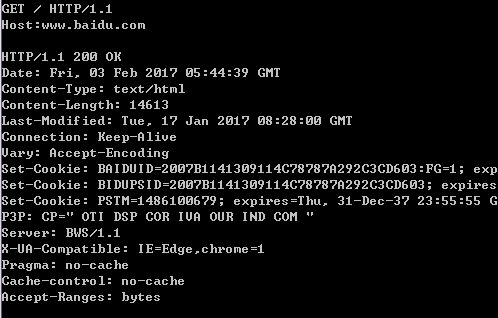 GET / HTTP/1.1
Host:www.baidu.com
HTTP/1.1 200 OK
Date: Fri, 03 Feb 2017 05:44:39 GMT
Content-Type: text/html
Content-Length: 14613
Last-Modified: Tue, 17 Jan 2017 08:28:00 GMT
Connection: Keep-Alive
Vary: Accept-Encoding
Set-Cookie: BAIDUID=2007B1141309114C78787A292C3CD603:FG=1; exp
Set-Cookie: BIDUPSID=2007B1141309114C78787A292C3CD603; expires
Set-Cookie: PSTM=1486100679; expires=Thu, 31-Dec-37 23:55:55 G
P3P: CP=" OTI DSP COR IVA OUR IND COM "
Server: BWS/1.1
X-UA-Compatible: IE=Edge,chrome=1
Pragma: no-cache
Cache-control: no-cache
Accept-Ranges: bytes